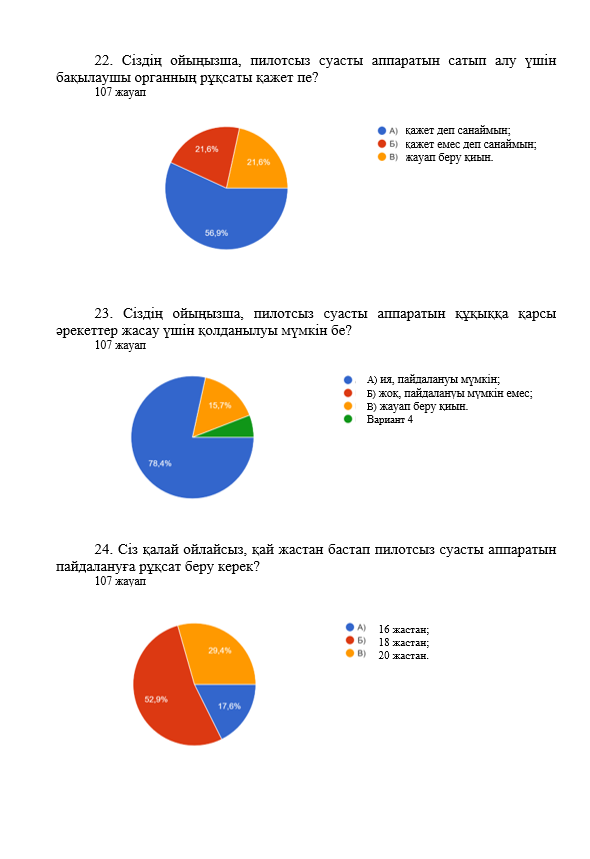 22. Сіздің ойыңызша, пилотсыз суасты аппаратын сатып алу үшін
бақылаушы органның рұқсаты қажет пе?
107 жауап
А) қажет деп санаймын;
Б) қажет емес деп санаймын;
В) жауап беру қиын.
21,6%
21,6%
56,9%
23. Сіздің ойыңызша, пилотсыз суасты аппаратын құқыққа қарсы
әрекеттер жасау үшін қолданылуы мүмкін бе?
107 жауап
А) ия, пайдалануы мүмкін;
Б) жоқ, пайдалануы мүмкін емес;
В) жауап беру қиын.
Вариант 4
15,7%
78,4%
24. Сіз қалай ойлайсыз, қай жастан бастап пилотсыз суасты аппаратын
пайдалануға рұқсат беру керек?
107 жауап
А) 16 жастан;
Б) 18 жастан;
В) 20 жастан.
29,4%
52,9%
17,6%